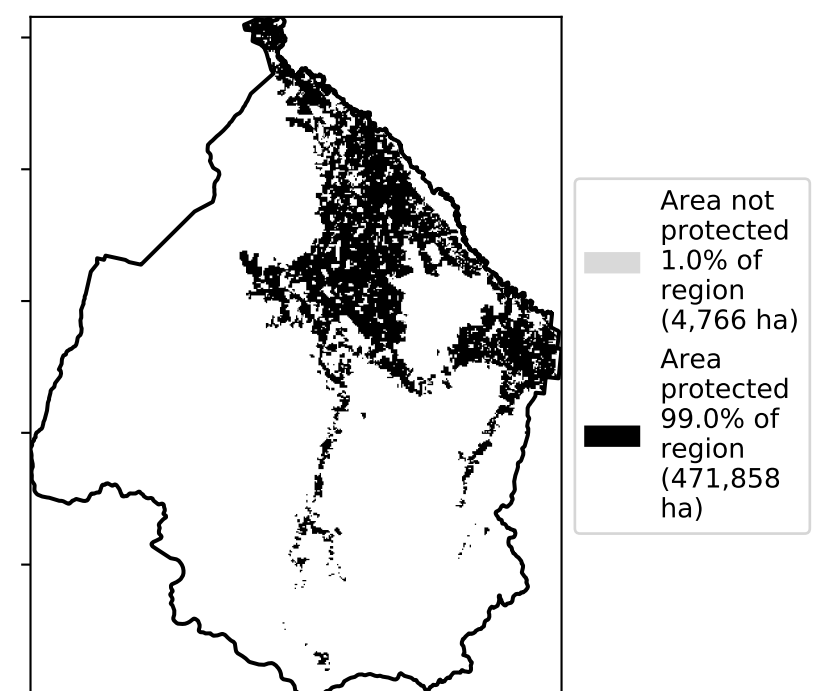 Area not
protected
1.0% of
region
(4,766 ha)
Area
protected
99.0% of
region
(471,858
ha)